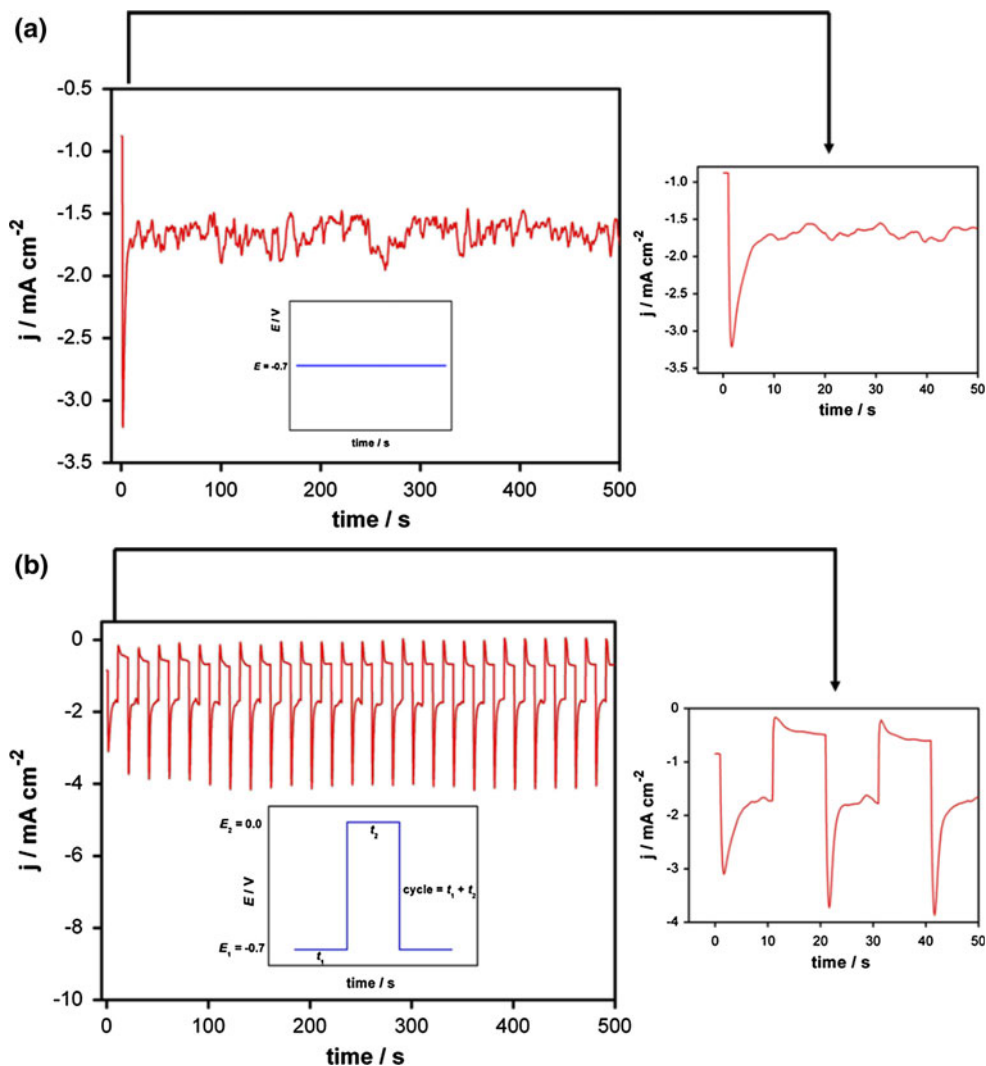 (a)
-0.5
-1.0
-1.5
-2.0
-2.5
-3.0
-3.5
j / mA cm⁻²
0 100 200 300 400 500
time / s
E / V
E = -0.7
time / s
-1.0
-1.5
-2.0
-2.5
-3.0
-3.5
j / mA cm⁻²
0 10 20 30 40 50
time / s
(b)
0
-2
-4
-6
-8
-10
j / mA cm⁻²
0 100 200 300 400 500
time / s
E₂ = 0.0
t₂
E / V
cycle = t₁ + t₂
E₁ = -0.7
t₁
time / s
0
-1
-2
-3
-4
j / mA cm⁻²
0 10 20 30 40 50
time / s